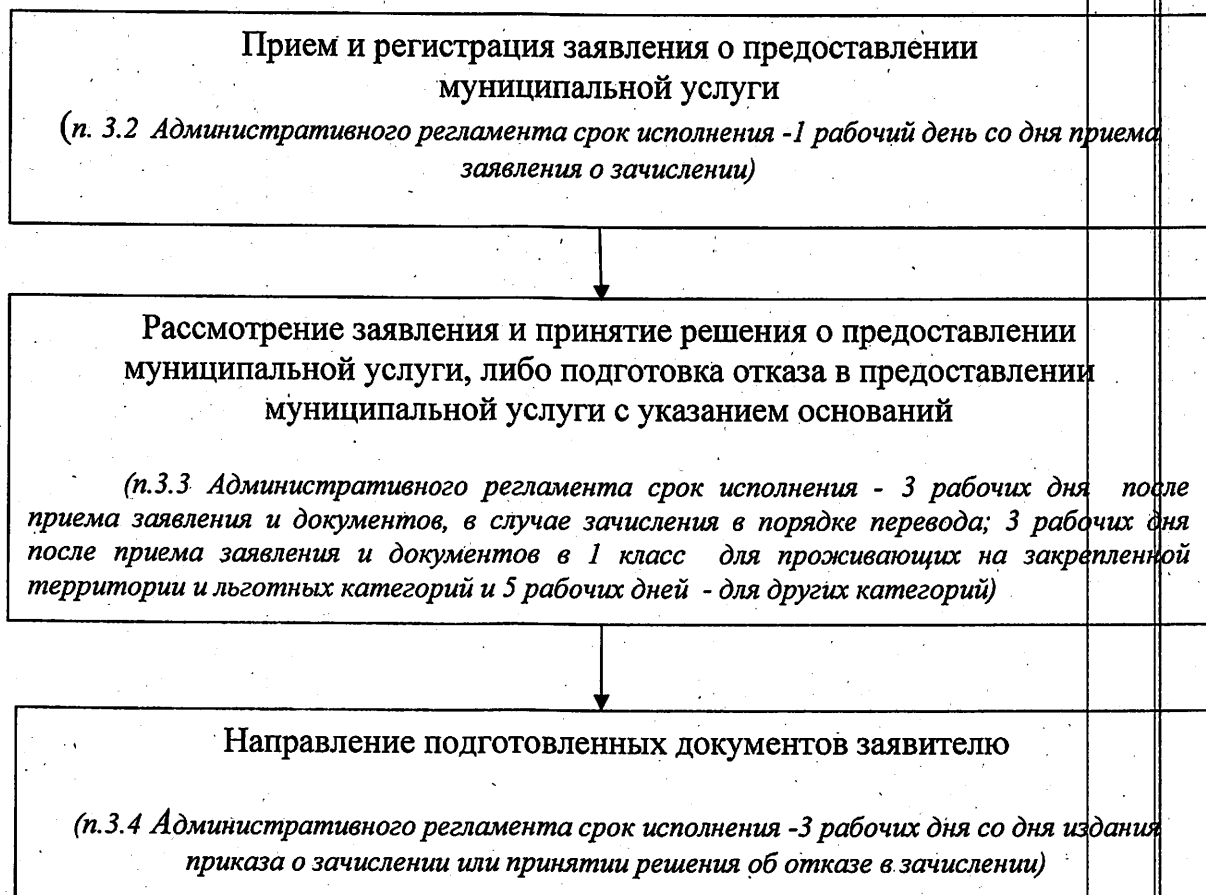 Прием и регистрация заявления о предоставлении
муниципальной услуги
(п. 3.2 Административного регламента срок исполнения -1 рабочий день со дня приема
заявления о зачислении)
Рассмотрение заявления и принятие решения о предоставлении
муниципальной услуги, либо подготовка отказа в предоставлении
муниципальной услуги с указанием оснований
(п.3.3 Административного регламента срок исполнения - 3 рабочих дня после
приема заявления и документов, в случае зачисления в порядке перевода; 3 рабочих дня
после приема заявления и документов в 1 класс для проживающих на закрепленной
территории и льготных категорий и 5 рабочих дней - для других категорий)
Направление подготовленных документов заявителю
(п.3.4 Административного регламента срок исполнения -3 рабочих дня со дня издания
приказа о зачислении или принятии решения об отказе в зачислении)